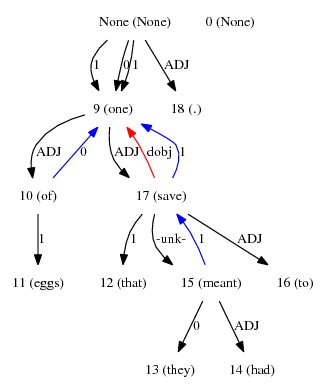 None (None) 0 (None)
1 0 1 ADJ
9 (one) 18 (.)
ADJ 0 ADJ dobj 1
10 (of) 17 (save)
1 1 -unk- 1 ADJ
11 (eggs) 12 (that) 15 (meant) 16 (to)
0 ADJ
13 (they) 14 (had)